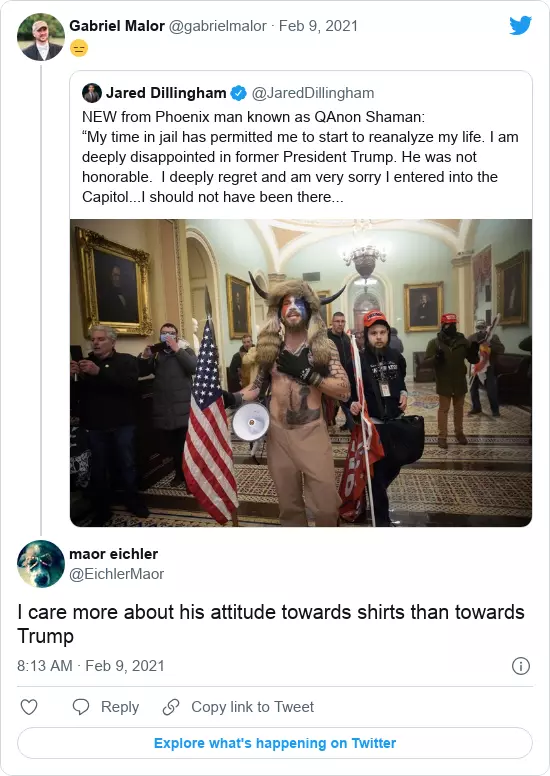 Gabriel Malor @gabrielmalor · Feb 9, 2021
😑
Jared Dillingham @JaredDillingham
NEW from Phoenix man known as QAnon Shaman:
“My time in jail has permitted me to start to reanalyze my life. I am
deeply disappointed in former President Trump. He was not
honorable.  I deeply regret and am very sorry I entered into the
Capitol...I should not have been there...
maor eichler
@EichlerMaor
I care more about his attitude towards shirts than towards
Trump
8:13 AM · Feb 9, 2021
Reply
Copy link to Tweet
Explore what's happening on Twitter